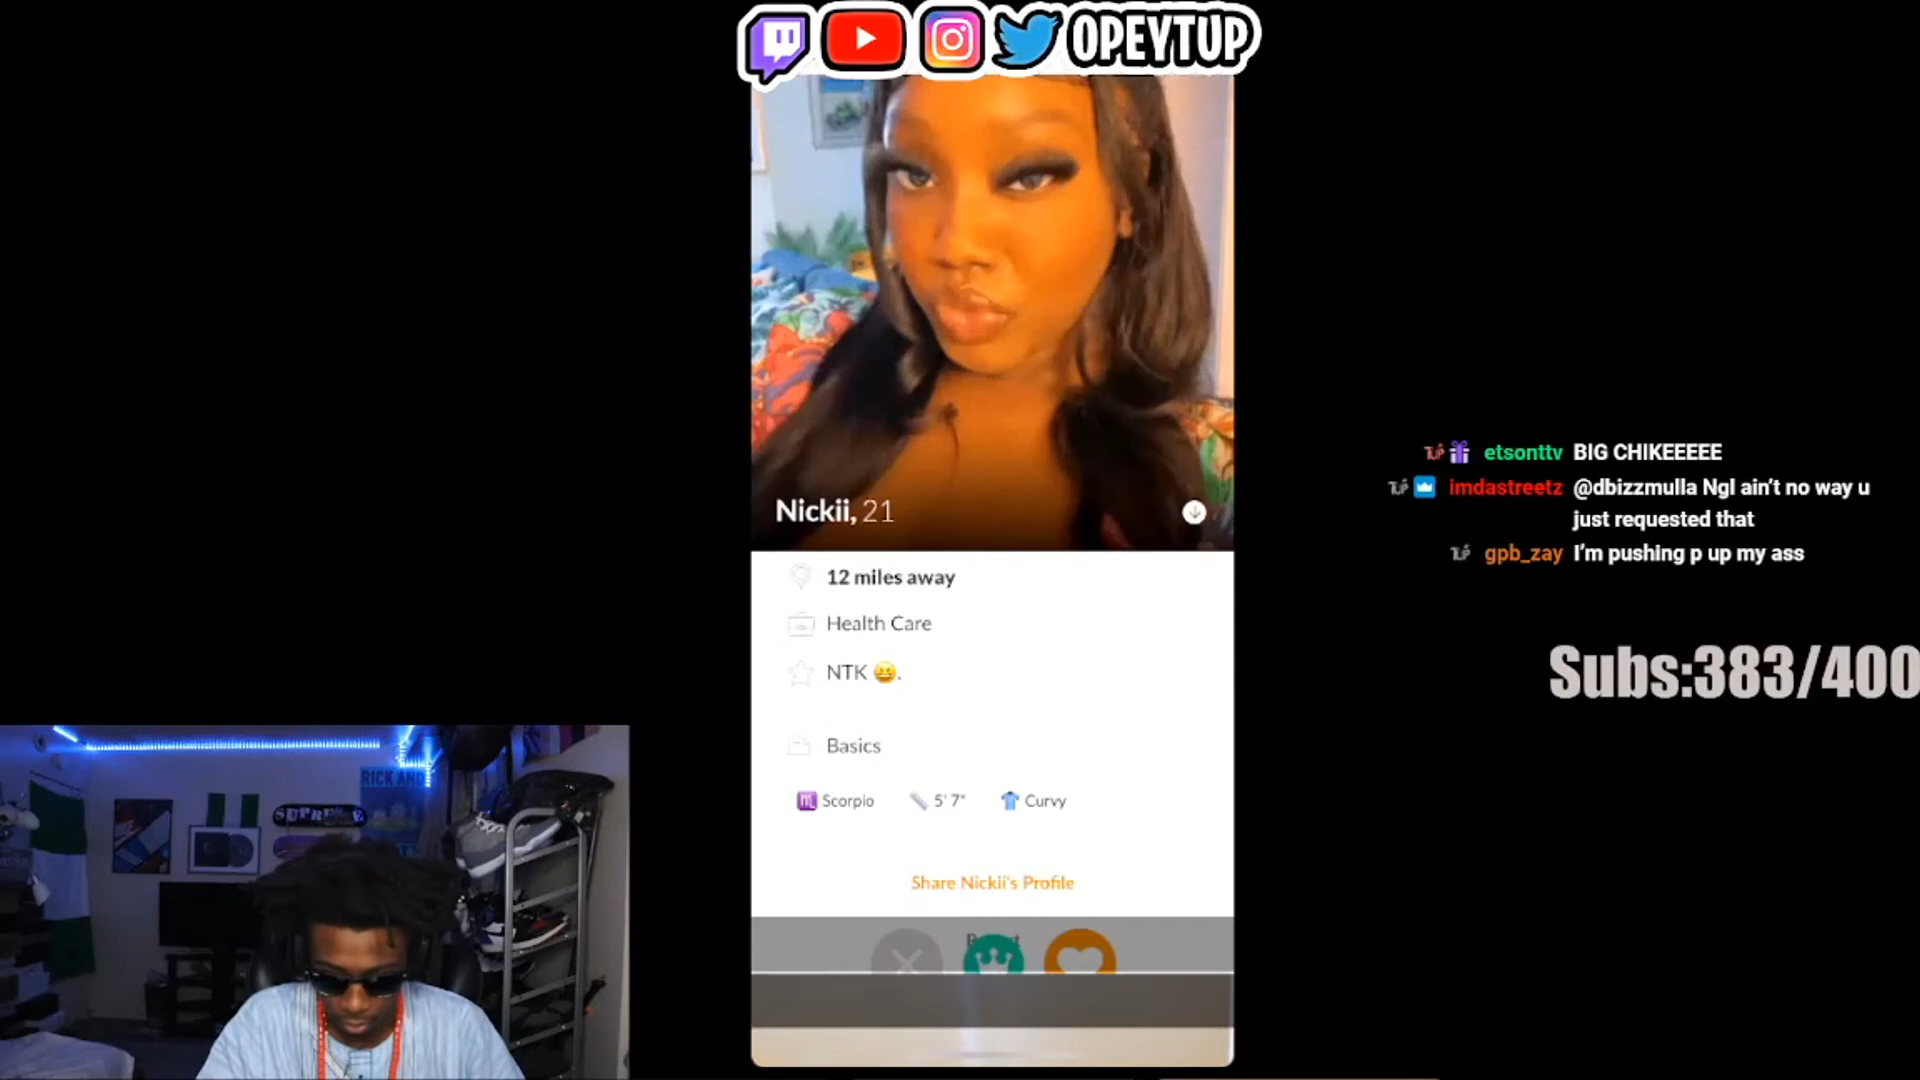 OPEYTUP
Nickii, 21
12 miles away
Health Care
NTK 😆.
Basics
Scorpio 5' 7" Curvy
Share Nickii's Profile
etsonttv BIG CHIKEEEEE
imdastreetz @dbizzmulla Ngl ain't no way u
just requested that
gpb_zay I'm pushing p up my ass
Subs:383/400
RICK AND
SUPREME